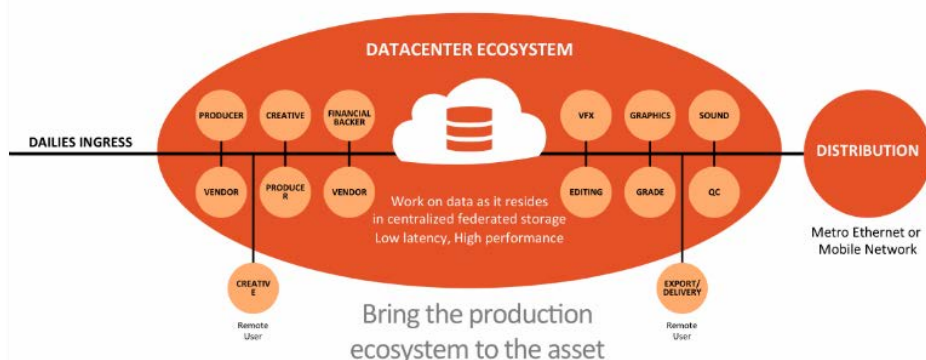 DATACENTER ECOSYSTEM
PRODUCER
CREATIVE
FINANCIAL
BACKER
VFX
GRAPHICS
SOUND
DAILIES INGRESS
DISTRIBUTION
VENDOR
PRODUCE
R
VENDOR
EDITING
GRADE
QC
Work on data as it resides
in centralized federated storage
Low latency, High performance
Metro Ethernet or
Mobile Network
CREATIV
E
EXPORT/
DELIVERY
Remote
User
Remote
User
Bring the production
ecosystem to the asset